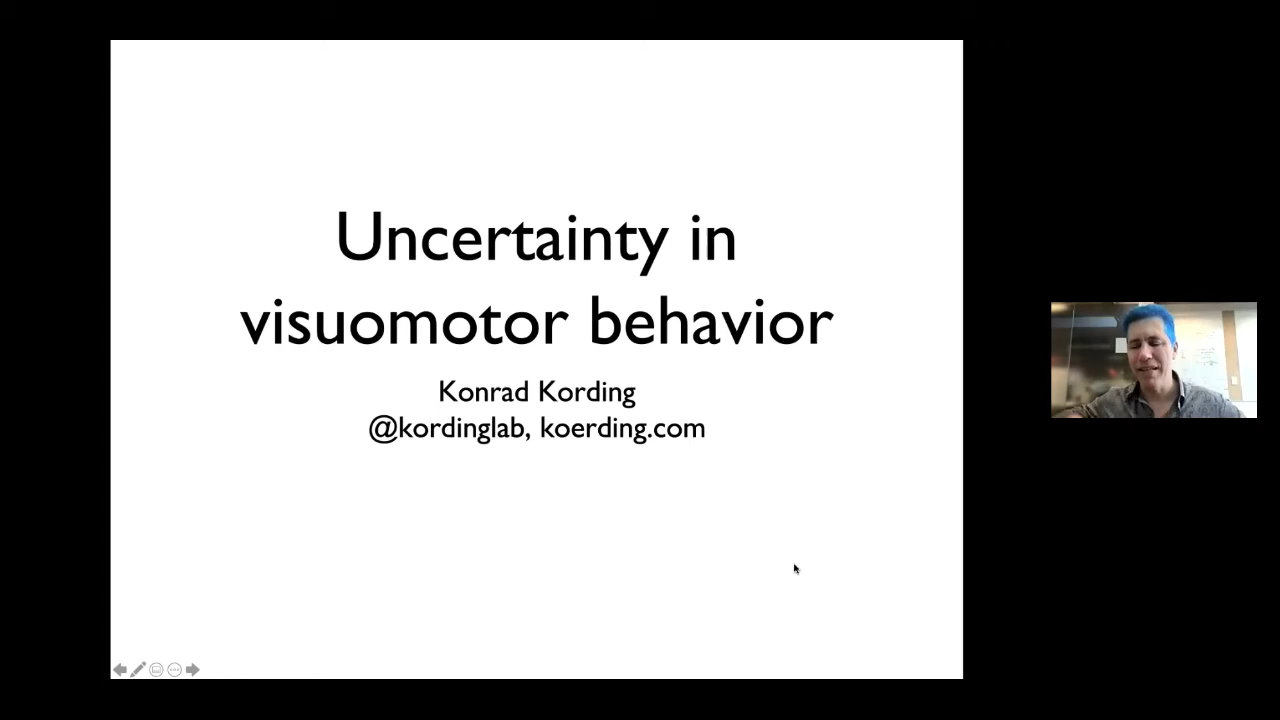 Uncertainty in
visuomotor behavior
Konrad Kording
@kordinglab, koerding.com